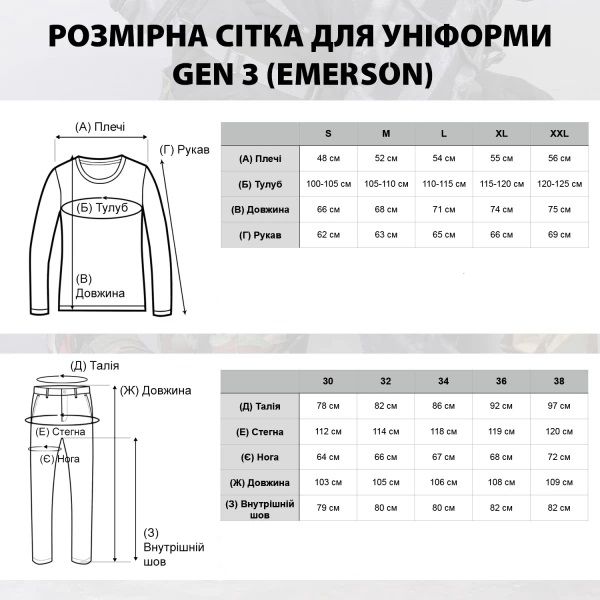 РОЗМІРНА СІТКА ДЛЯ УНІФОРМИ
GEN 3 (EMERSON)
(А) Плечі
(Г) Рукав
(Б) Тулуб
(В)
Довжина
S M L XL XXL
(А) Плечі 48 см 52 см 54 см 55 см 56 см
(Б) Тулуб 100-105 см 105-110 см 110-115 см 115-120 см 120-125 см
(В) Довжина 66 см 68 см 71 см 74 см 75 см
(Г) Рукав 62 см 63 см 65 см 66 см 69 см
(Д) Талія
(Ж) Довжина
(Е) Стегна
(Є) Нога
(З)
Внутрішній
шов
30 32 34 36 38
(Д) Талія 78 см 82 см 86 см 92 см 97 см
(Е) Стегна 112 см 114 см 118 см 119 см 120 см
(Є) Нога 64 см 66 см 67 см 68 см 72 см
(Ж) Довжина 103 см 105 см 106 см 108 см 109 см
(З) Внутрішній
шов 79 см 80 см 80 см 82 см 82 см